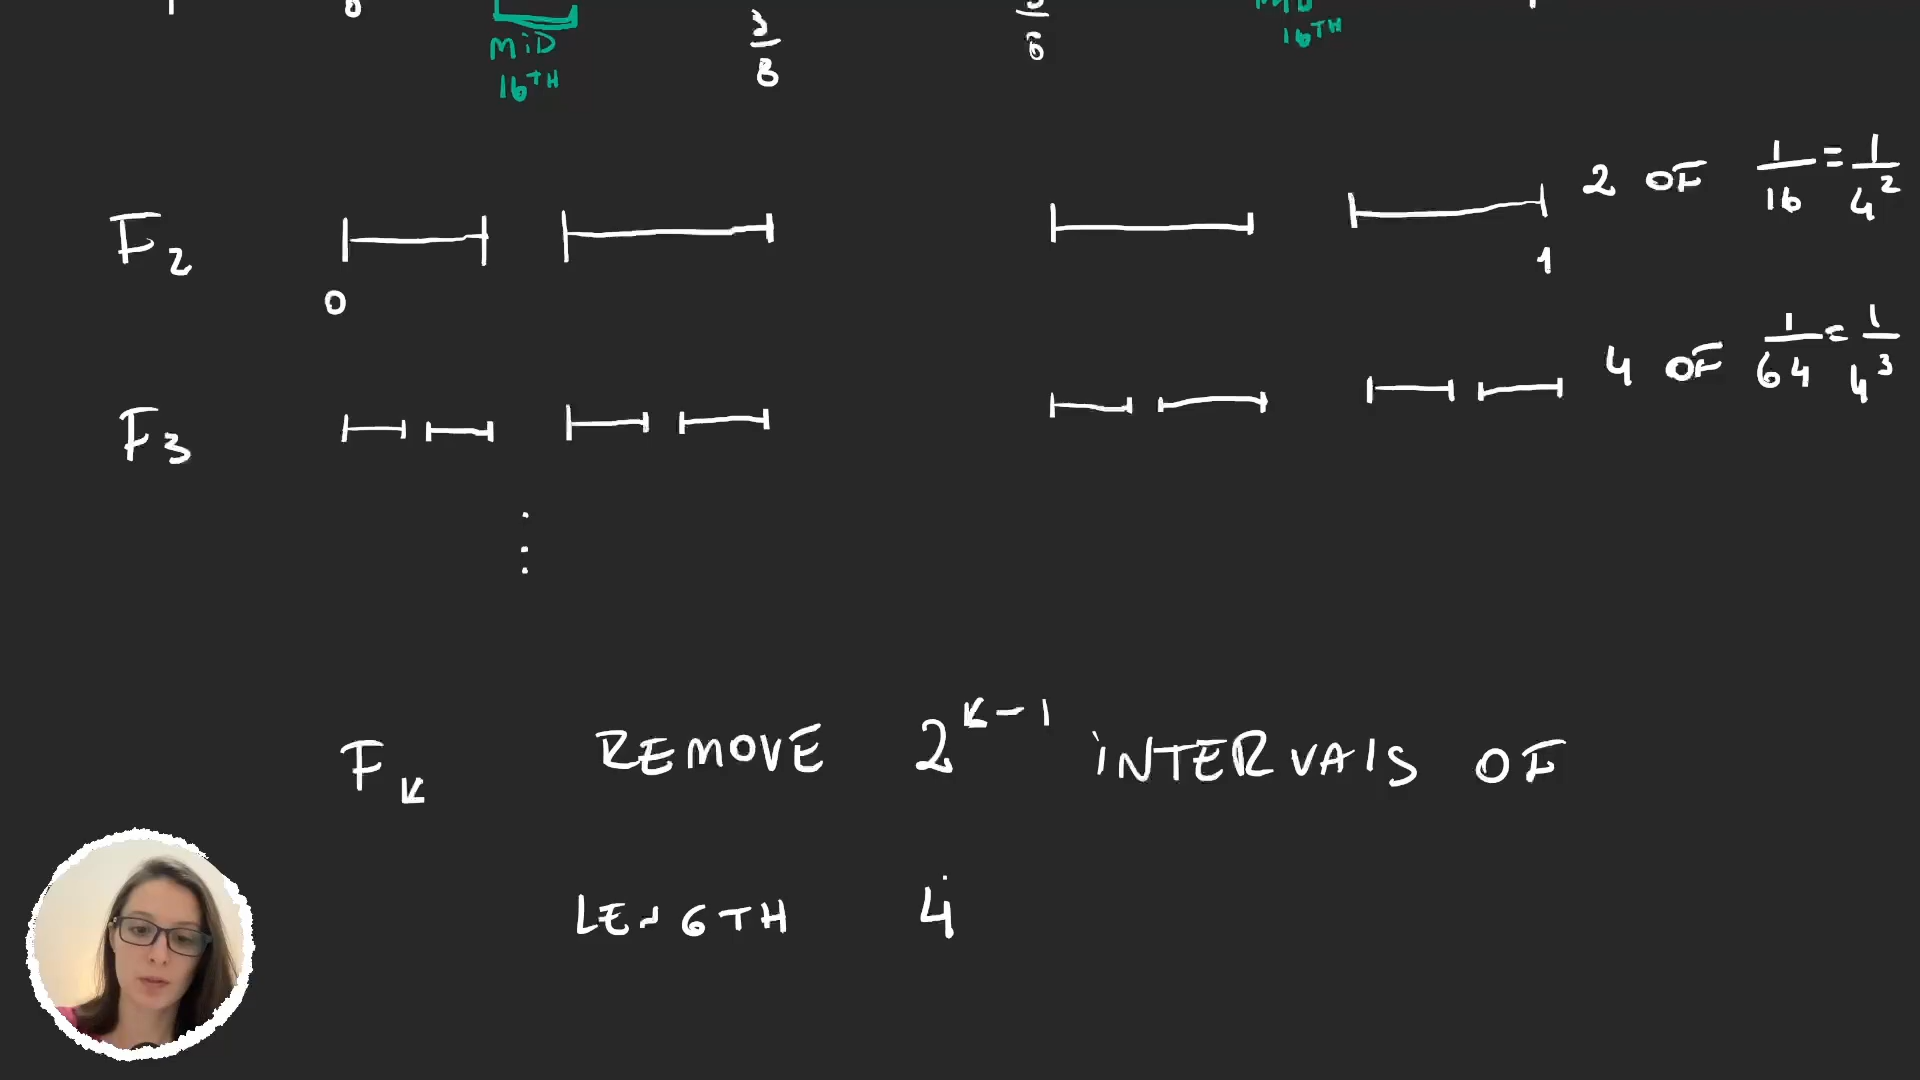 MiD
16TH
3/8
16TH
F2
0
1
2 OF 1/16 = 1/4²
F3
4 OF 1/64 = 1/4³
⋮
Fk REMOVE 2^(k-1) iNTERVAlS OF
LENGTH 4